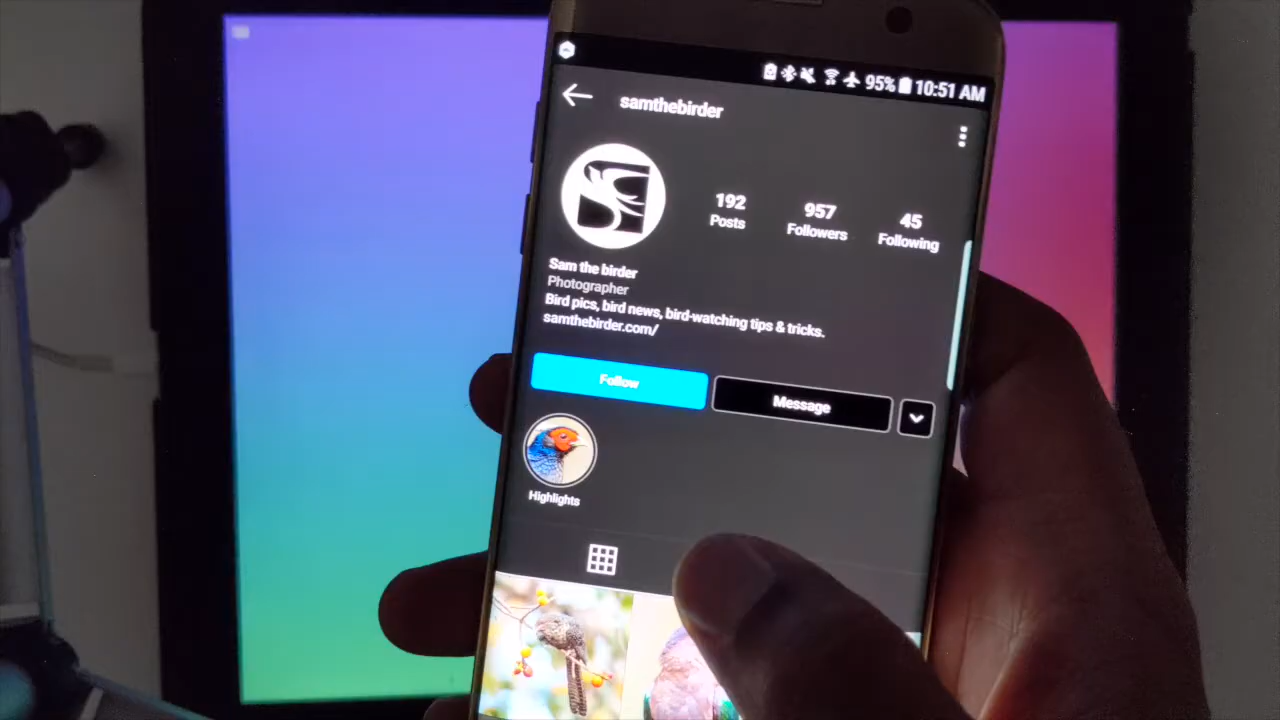 95% 10:51 AM
samthebirder
192 957 45
Posts Followers Following
Sam the birder
Photographer
Bird pics, bird news, bird-watching tips & tricks.
samthebirder.com/
Follow Message
Highlights